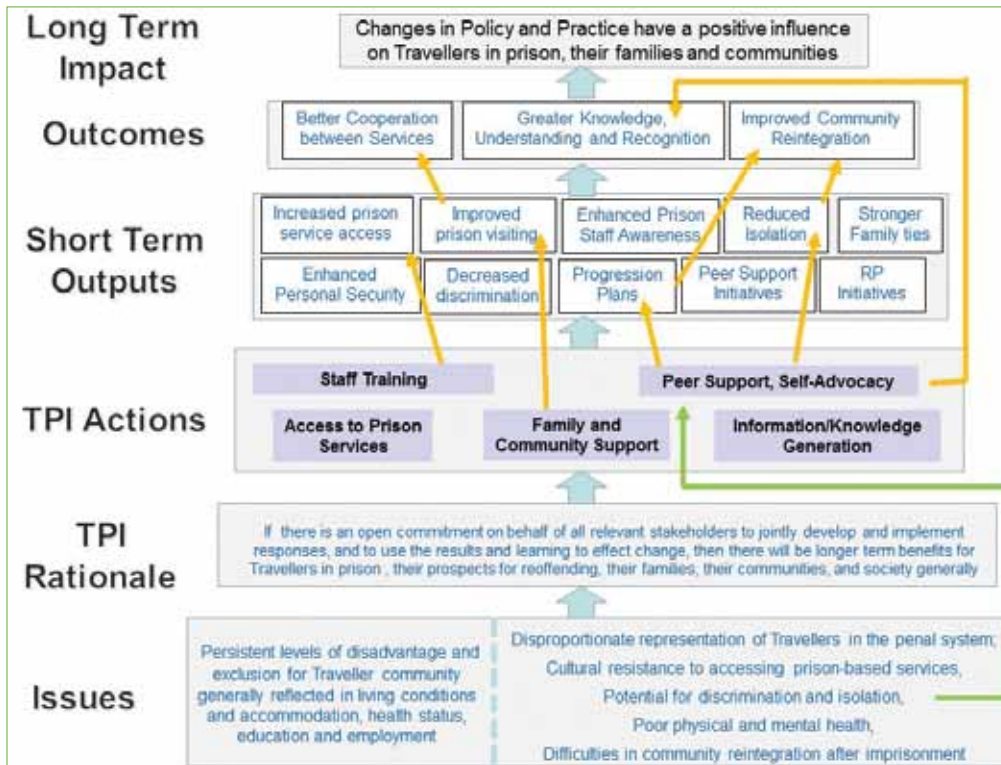 Long Term
Impact
Changes in Policy and Practice have a positive influence
on Travellers in prison, their families and communities
Outcomes
Better Cooperation
between Services
Greater Knowledge,
Understanding and Recognition
Improved Community
Reintegration
Short Term
Outputs
Increased prison
service access
Improved
prison visiting
Enhanced Prison
Staff Awareness
Reduced
Isolation
Stronger
Family ties
Enhanced
Personal Security
Decreased
discrimination
Progression
Plans
Peer Support
Initiatives
RP
Initiatives
TPI Actions
Staff Training
Peer Support, Self-Advocacy
Access to Prison
Services
Family and
Community Support
Information/Knowledge
Generation
TPI
Rationale
If there is an open commitment on behalf of all relevant stakeholders to jointly develop and implement
responses, and to use the results and learning to effect change, then there will be longer term benefits for
Travellers in prison , their prospects for reoffending, their families, their communities, and society generally
Issues
Persistent levels of disadvantage and
exclusion for Traveller community
generally reflected in living conditions
and accommodation, health status,
education and employment
Disproportionate representation of Travellers in the penal system;
Cultural resistance to accessing prison-based services,
Potential for discrimination and isolation,
Poor physical and mental health,
Difficulties in community reintegration after imprisonment